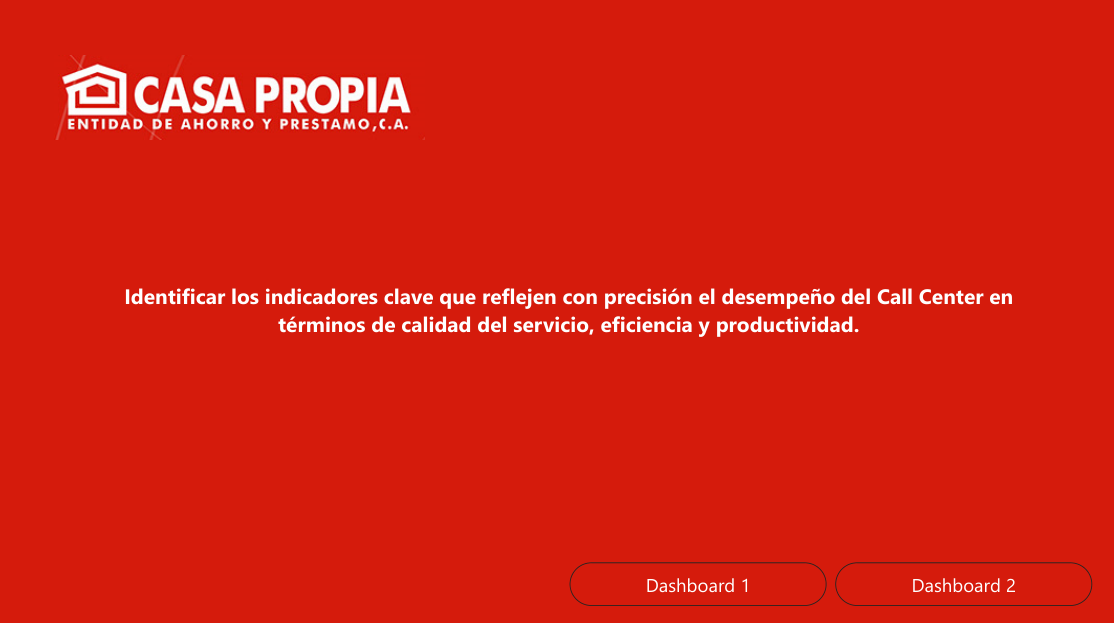 CASA PROPIA
ENTIDAD DE AHORRO Y PRESTAMO,C.A.
Identificar los indicadores clave que reflejen con precisión el desempeño del Call Center en
términos de calidad del servicio, eficiencia y productividad.
Dashboard 1
Dashboard 2